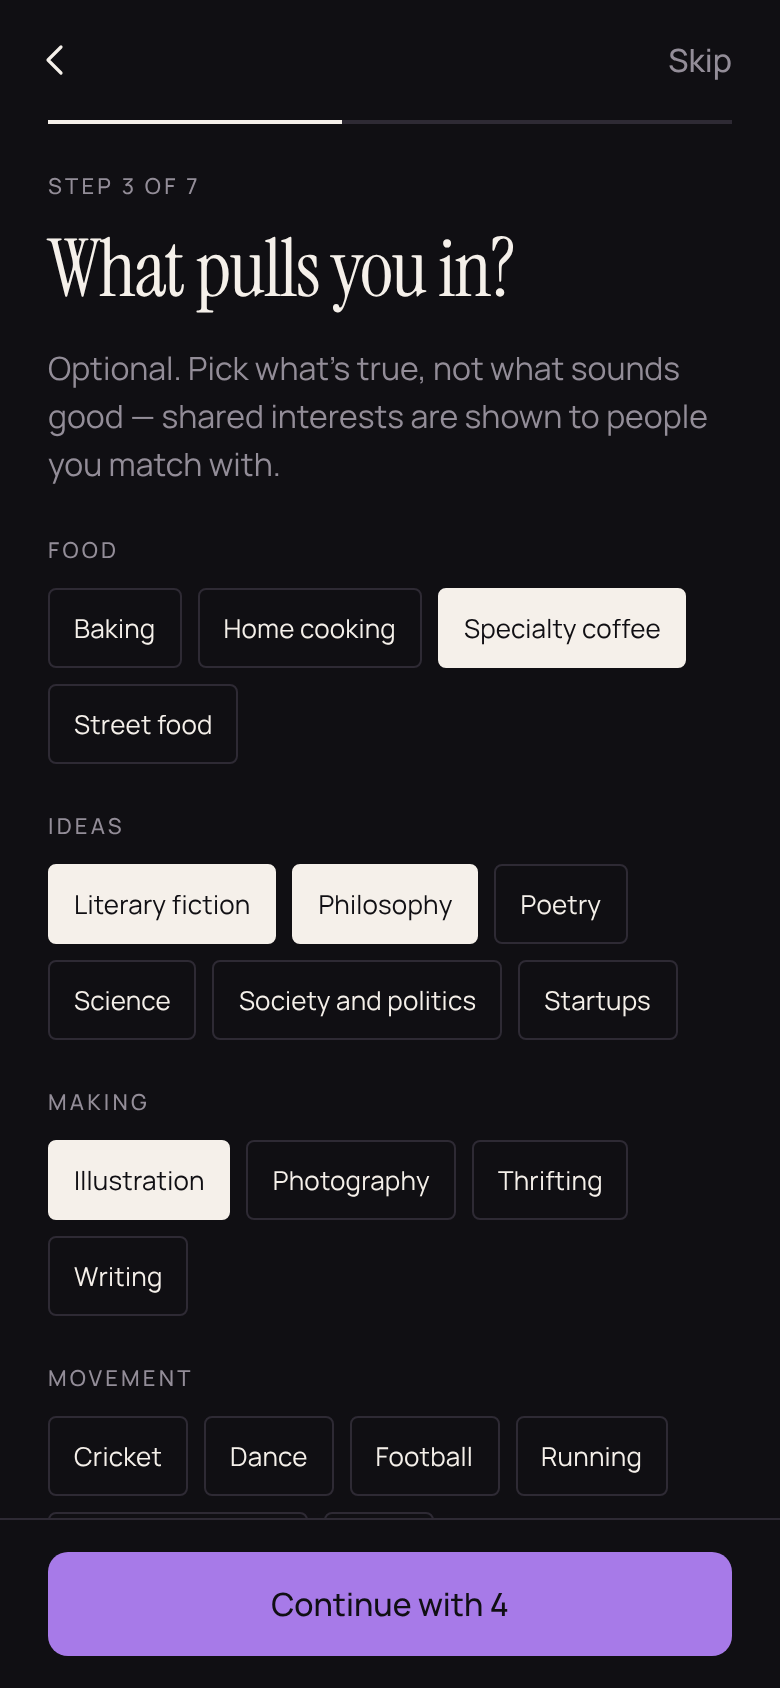 Skip
STEP 3 OF 7
What pulls you in?
Optional. Pick what’s true, not what sounds
good — shared interests are shown to people
you match with.
FOOD
Baking
Home cooking
Specialty coffee
Street food
IDEAS
Literary fiction
Philosophy
Poetry
Science
Society and politics
Startups
MAKING
Illustration
Photography
Thrifting
Writing
MOVEMENT
Cricket
Dance
Football
Running
Continue with 4